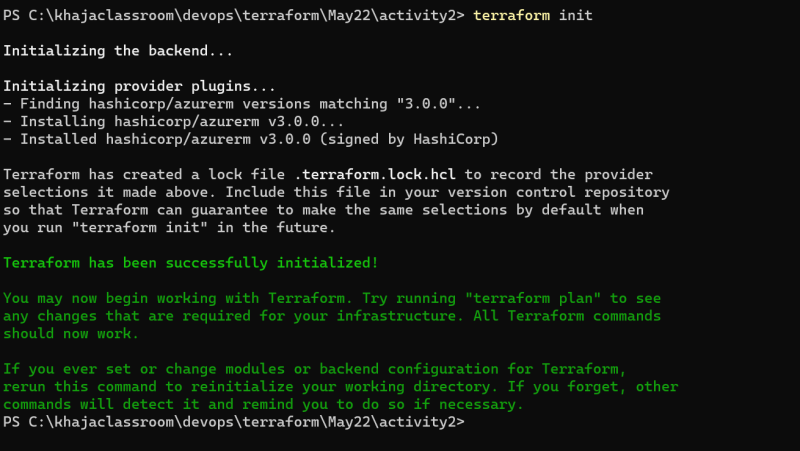 PS C:\khajaclassroom\devops\terraform\May22\activity2> terraform init
Initializing the backend...
Initializing provider plugins...
- Finding hashicorp/azurerm versions matching "3.0.0"...
- Installing hashicorp/azurerm v3.0.0...
- Installed hashicorp/azurerm v3.0.0 (signed by HashiCorp)
Terraform has created a lock file .terraform.lock.hcl to record the provider
selections it made above. Include this file in your version control repository
so that Terraform can guarantee to make the same selections by default when
you run "terraform init" in the future.
Terraform has been successfully initialized!
You may now begin working with Terraform. Try running "terraform plan" to see
any changes that are required for your infrastructure. All Terraform commands
should now work.
If you ever set or change modules or backend configuration for Terraform,
rerun this command to reinitialize your working directory. If you forget, other
commands will detect it and remind you to do so if necessary.
PS C:\khajaclassroom\devops\terraform\May22\activity2>